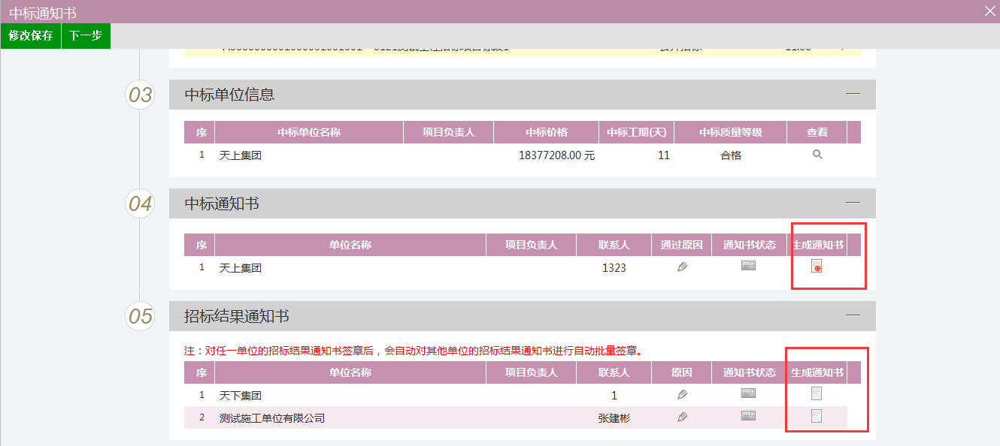 中标通知书
修改保存 下一步
03 中标单位信息
序 中标单位名称 项目负责人 中标价格 中标工期(天) 中标质量等级 查看
1 天上集团 18377208.00 元 11 合格
04 中标通知书
序 单位名称 项目负责人 联系人 通过原因 通知书状态 生成通知书
1 天上集团 1323
05 招标结果通知书
注：对任一单位的招标结果通知书签章后，会自动对其他单位的招标结果通知书进行自动批量签章。
序 单位名称 项目负责人 联系人 原因 通知书状态 生成通知书
1 天下集团 1
2 测试施工单位有限公司 张建彬